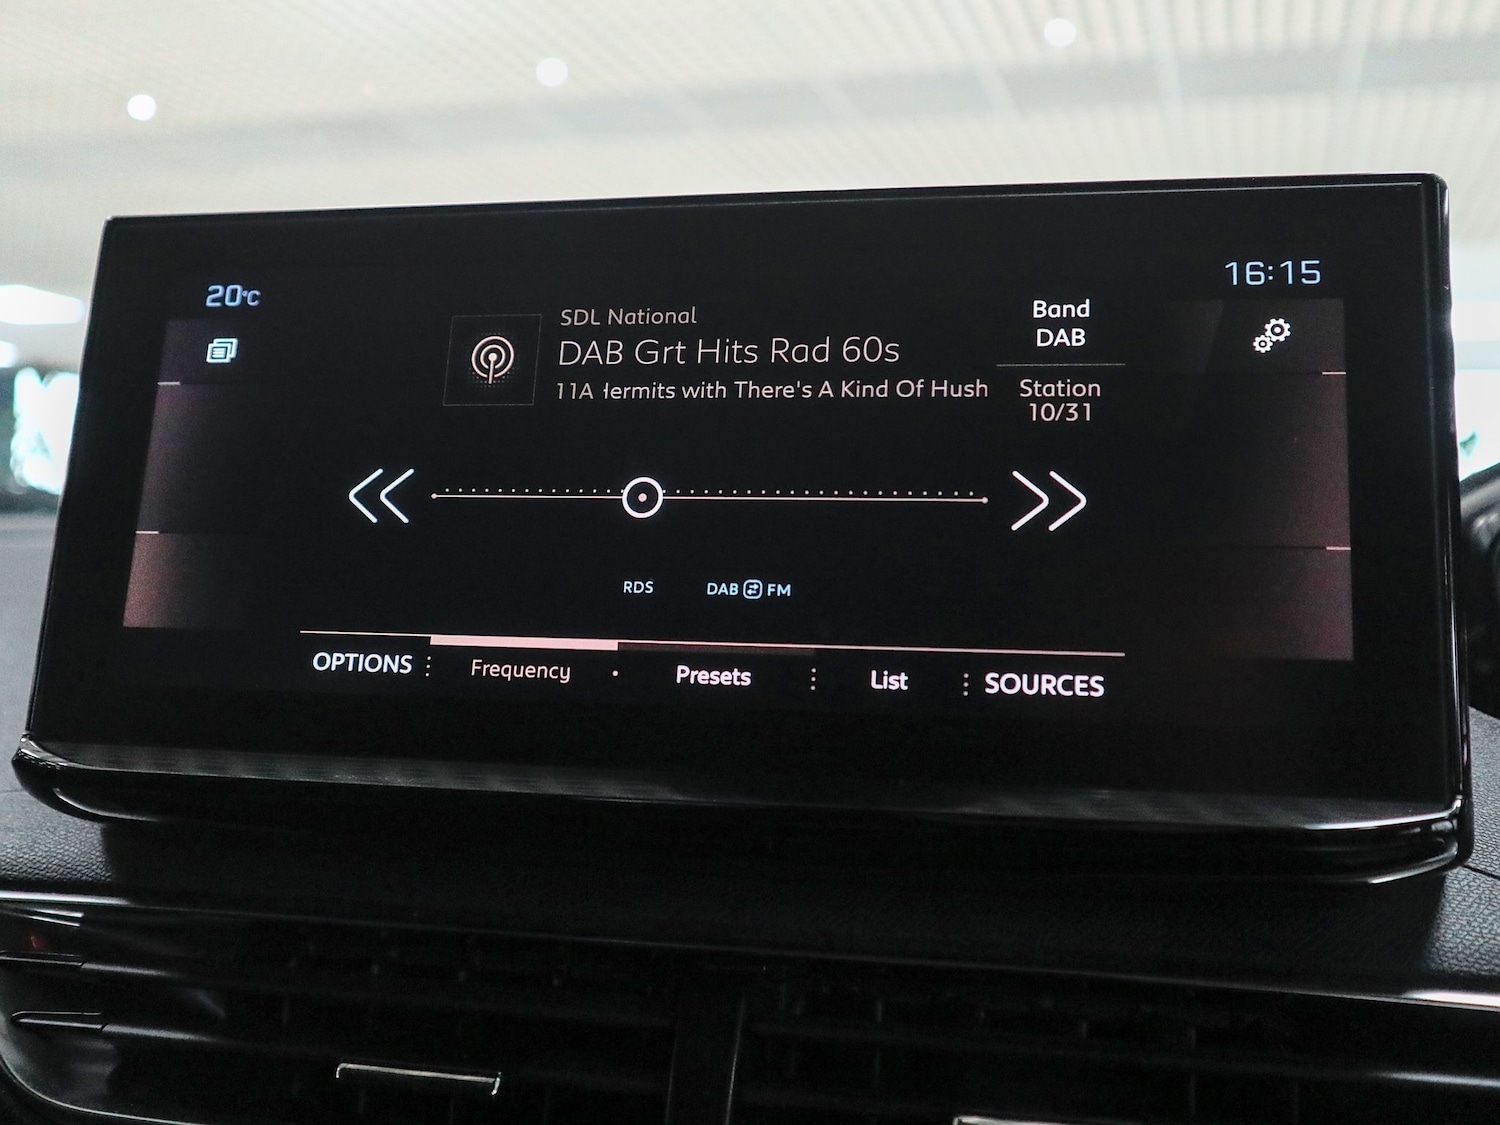 20°C
16:15
SDL National
DAB Grt Hits Rad 60s
11A Hermits with There's A Kind Of Hush
Band
DAB
Station
10/31
RDS
DAB FM
OPTIONS
Frequency
Presets
List
SOURCES